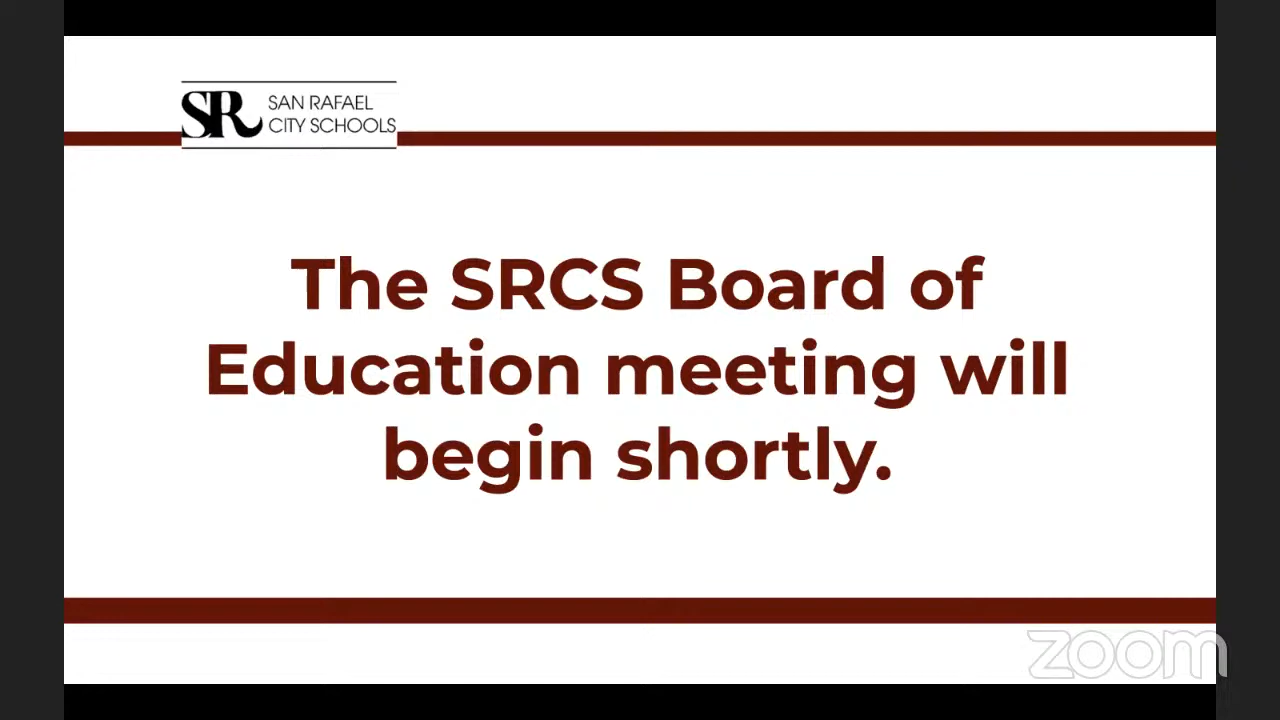 SR SAN RAFAEL
CITY SCHOOLS
The SRCS Board of
Education meeting will
begin shortly.
zoom